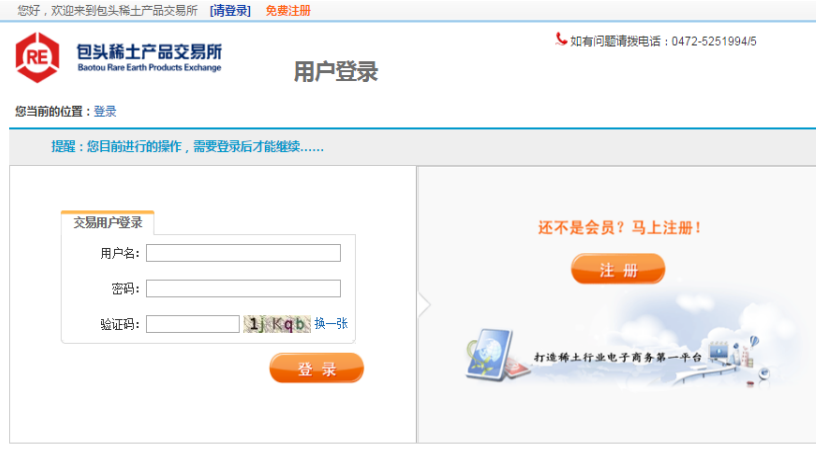 您好，欢迎来到包头稀土产品交易所 [请登录] 免费注册
RE
包头稀土产品交易所
Baotou Rare Earth Products Exchange
用户登录
如有问题请拨电话：0472-5251994/5
您当前的位置：登录
提醒：您目前进行的操作，需要登录后才能继续......
交易用户登录
用户名:
密码:
验证码: 1jKqb 换一张
登 录
还不是会员？马上注册！
注 册
打造稀土行业电子商务第一平台